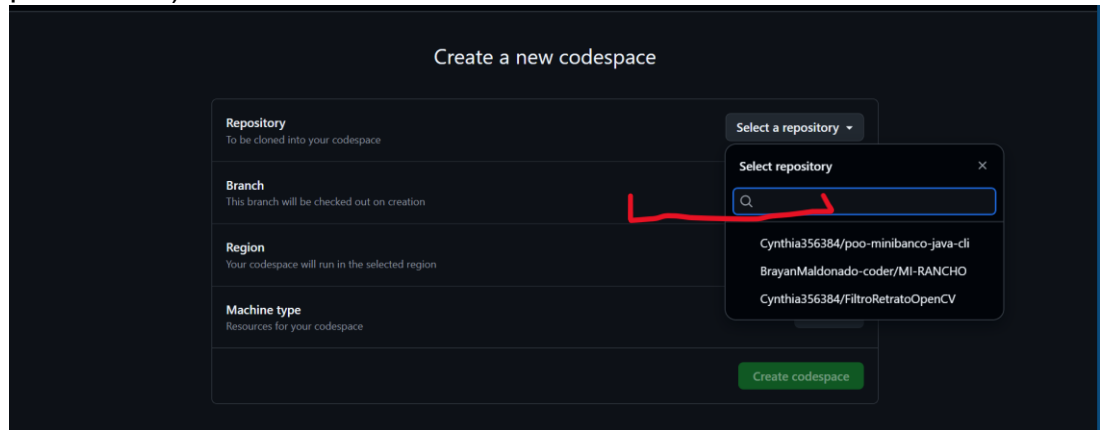 Create a new codespace
Repository
To be cloned into your codespace
Select a repository
Select repository
Branch
This branch will be checked out on creation
Cynthia356384/poo-minibanco-java-cli
Region
Your codespace will run in the selected region
BrayanMaldonado-coder/MI-RANCHO
Cynthia356384/FiltroRetratoOpenCV
Machine type
Resources for your codespace
Create codespace